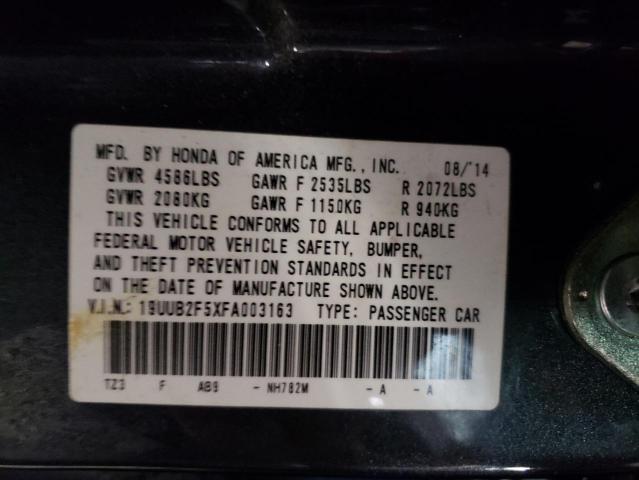 MFD. BY HONDA OF AMERICA MFG., INC. 08/'14
GVWR 4586LBS GAWR F 2535LBS R 2072LBS
GVWR 2080KG GAWR F 1150KG R 940KG
THIS VEHICLE CONFORMS TO ALL APPLICABLE
FEDERAL MOTOR VEHICLE SAFETY, BUMPER,
AND THEFT PREVENTION STANDARDS IN EFFECT
ON THE DATE OF MANUFACTURE SHOWN ABOVE.
V.I.N.: 19UUB2F5XFA003163 TYPE: PASSENGER CAR
TZ3 F AB9 - NH782M - A - A